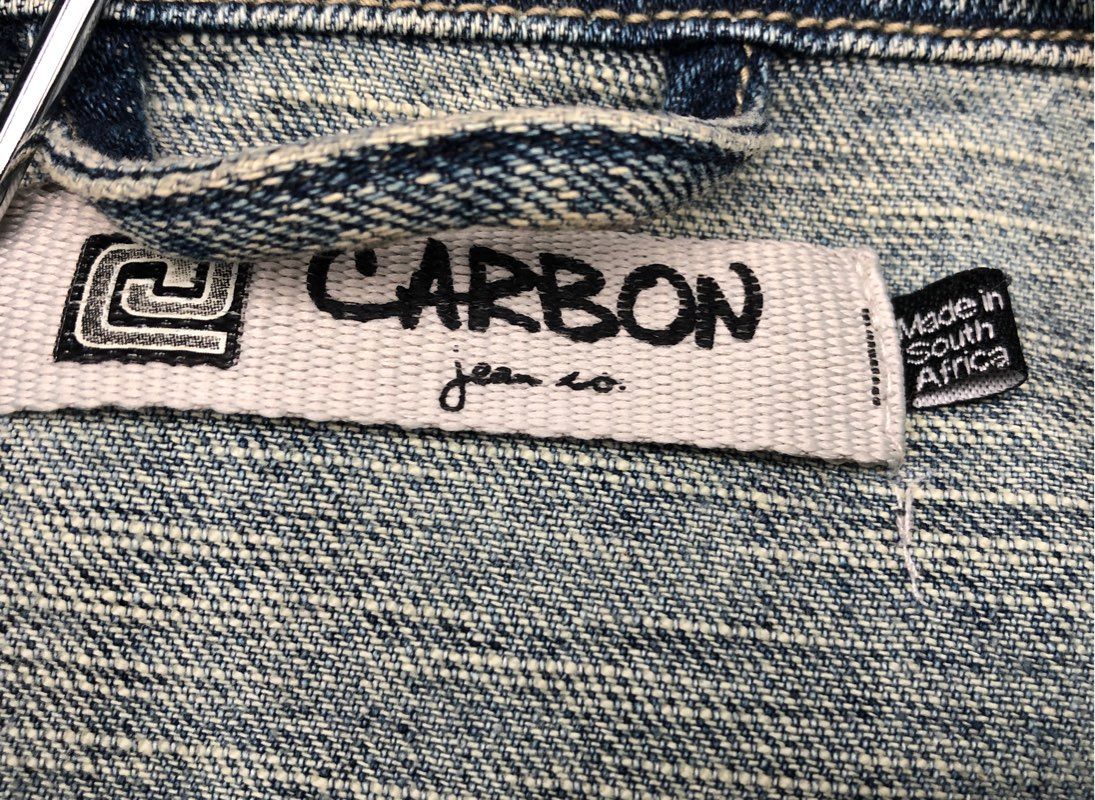 CARBON
jean co.
Made in
South
Africa